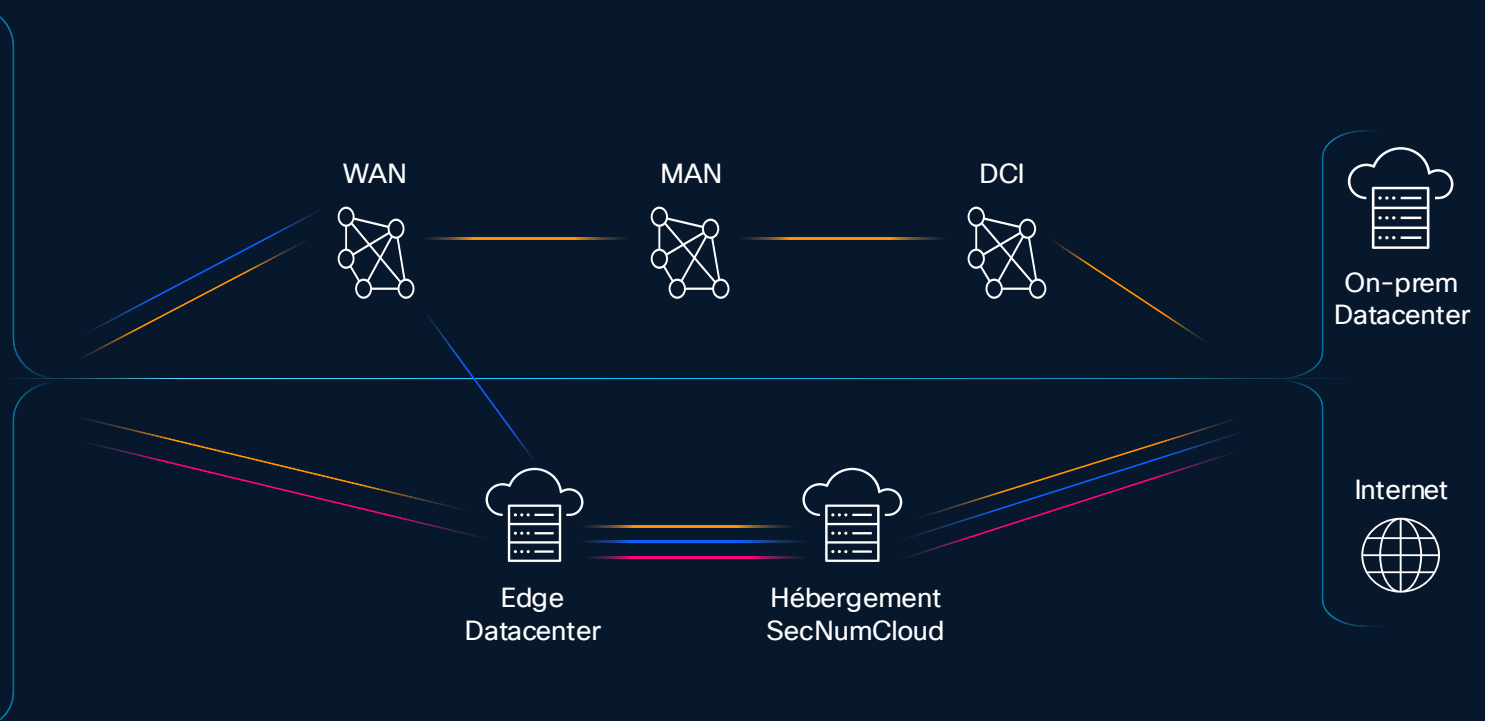 WAN
MAN
DCI
On-prem
Datacenter
Internet
Edge
Datacenter
Hébergement
SecNumCloud